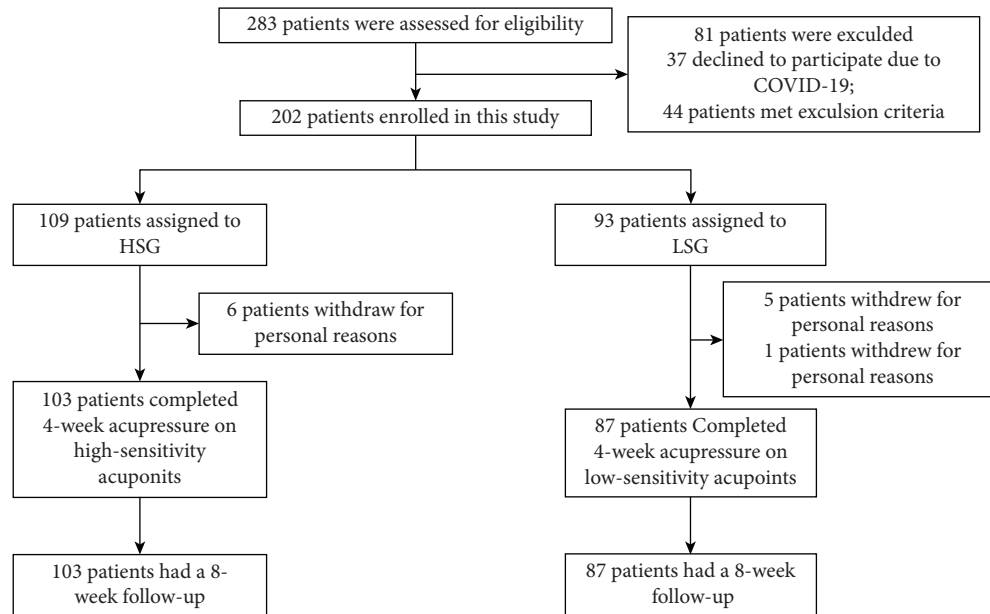 283 patients were assessed for eligibility
81 patients were exculded
37 declined to participate due to
COVID-19;
44 patients met exculsion criteria
202 patients enrolled in this study
109 patients assigned to
HSG
93 patients assigned to
LSG
6 patients withdraw for
personal reasons
5 patients withdrew for
personal reasons
1 patients withdrew for
personal reasons
103 patients completed
4-week acupressure on
high-sensitivity
acuponits
87 patients Completed
4-week acupressure on
low-sensitivity acupoints
103 patients had a 8-
week follow-up
87 patients had a 8-week
follow-up